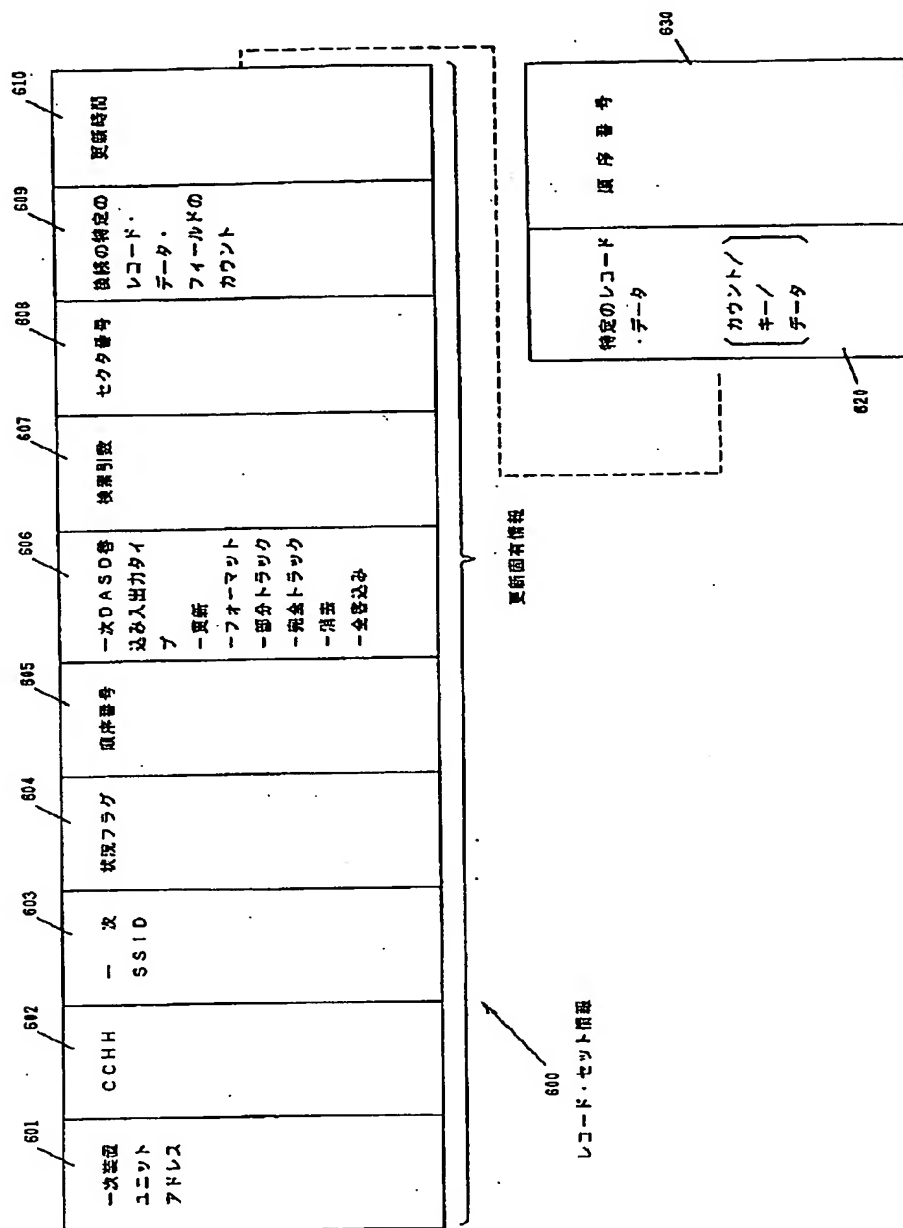 601
一次装置
ユニット
アドレス
602
CCHH
603
一 次
SSID
604
状況フラグ
605
順序番号
606
一次DASD書
込み入出力タイ
プ
ー更新
ーフォーマット
ー部分トラック
ー完全トラック
ー消去
ー全書込み
607
検索引数
608
セクタ番号
609
後続の特定の
レコード・
データ・
フィールドの
カウント
610
更新時間
600
レコード・セット情報
更新固有情報
特定のレコード
・データ
カウント/
キー/
データ
620
順 序 番 号
630